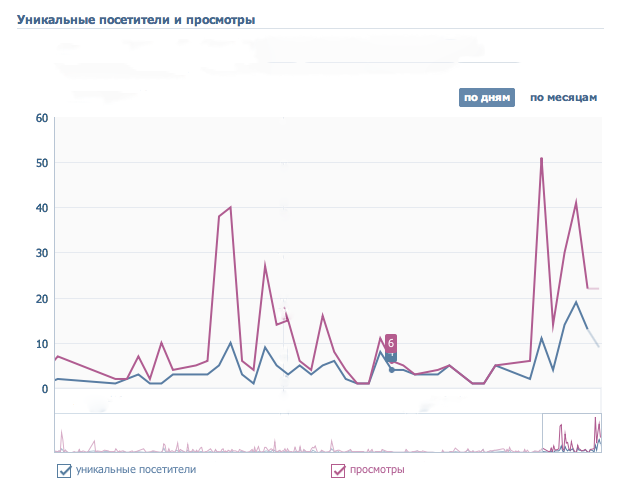 Уникальные посетители и просмотры
по дням по месяцам
60
50
40
30
20
10
0
6
уникальные посетители просмотры